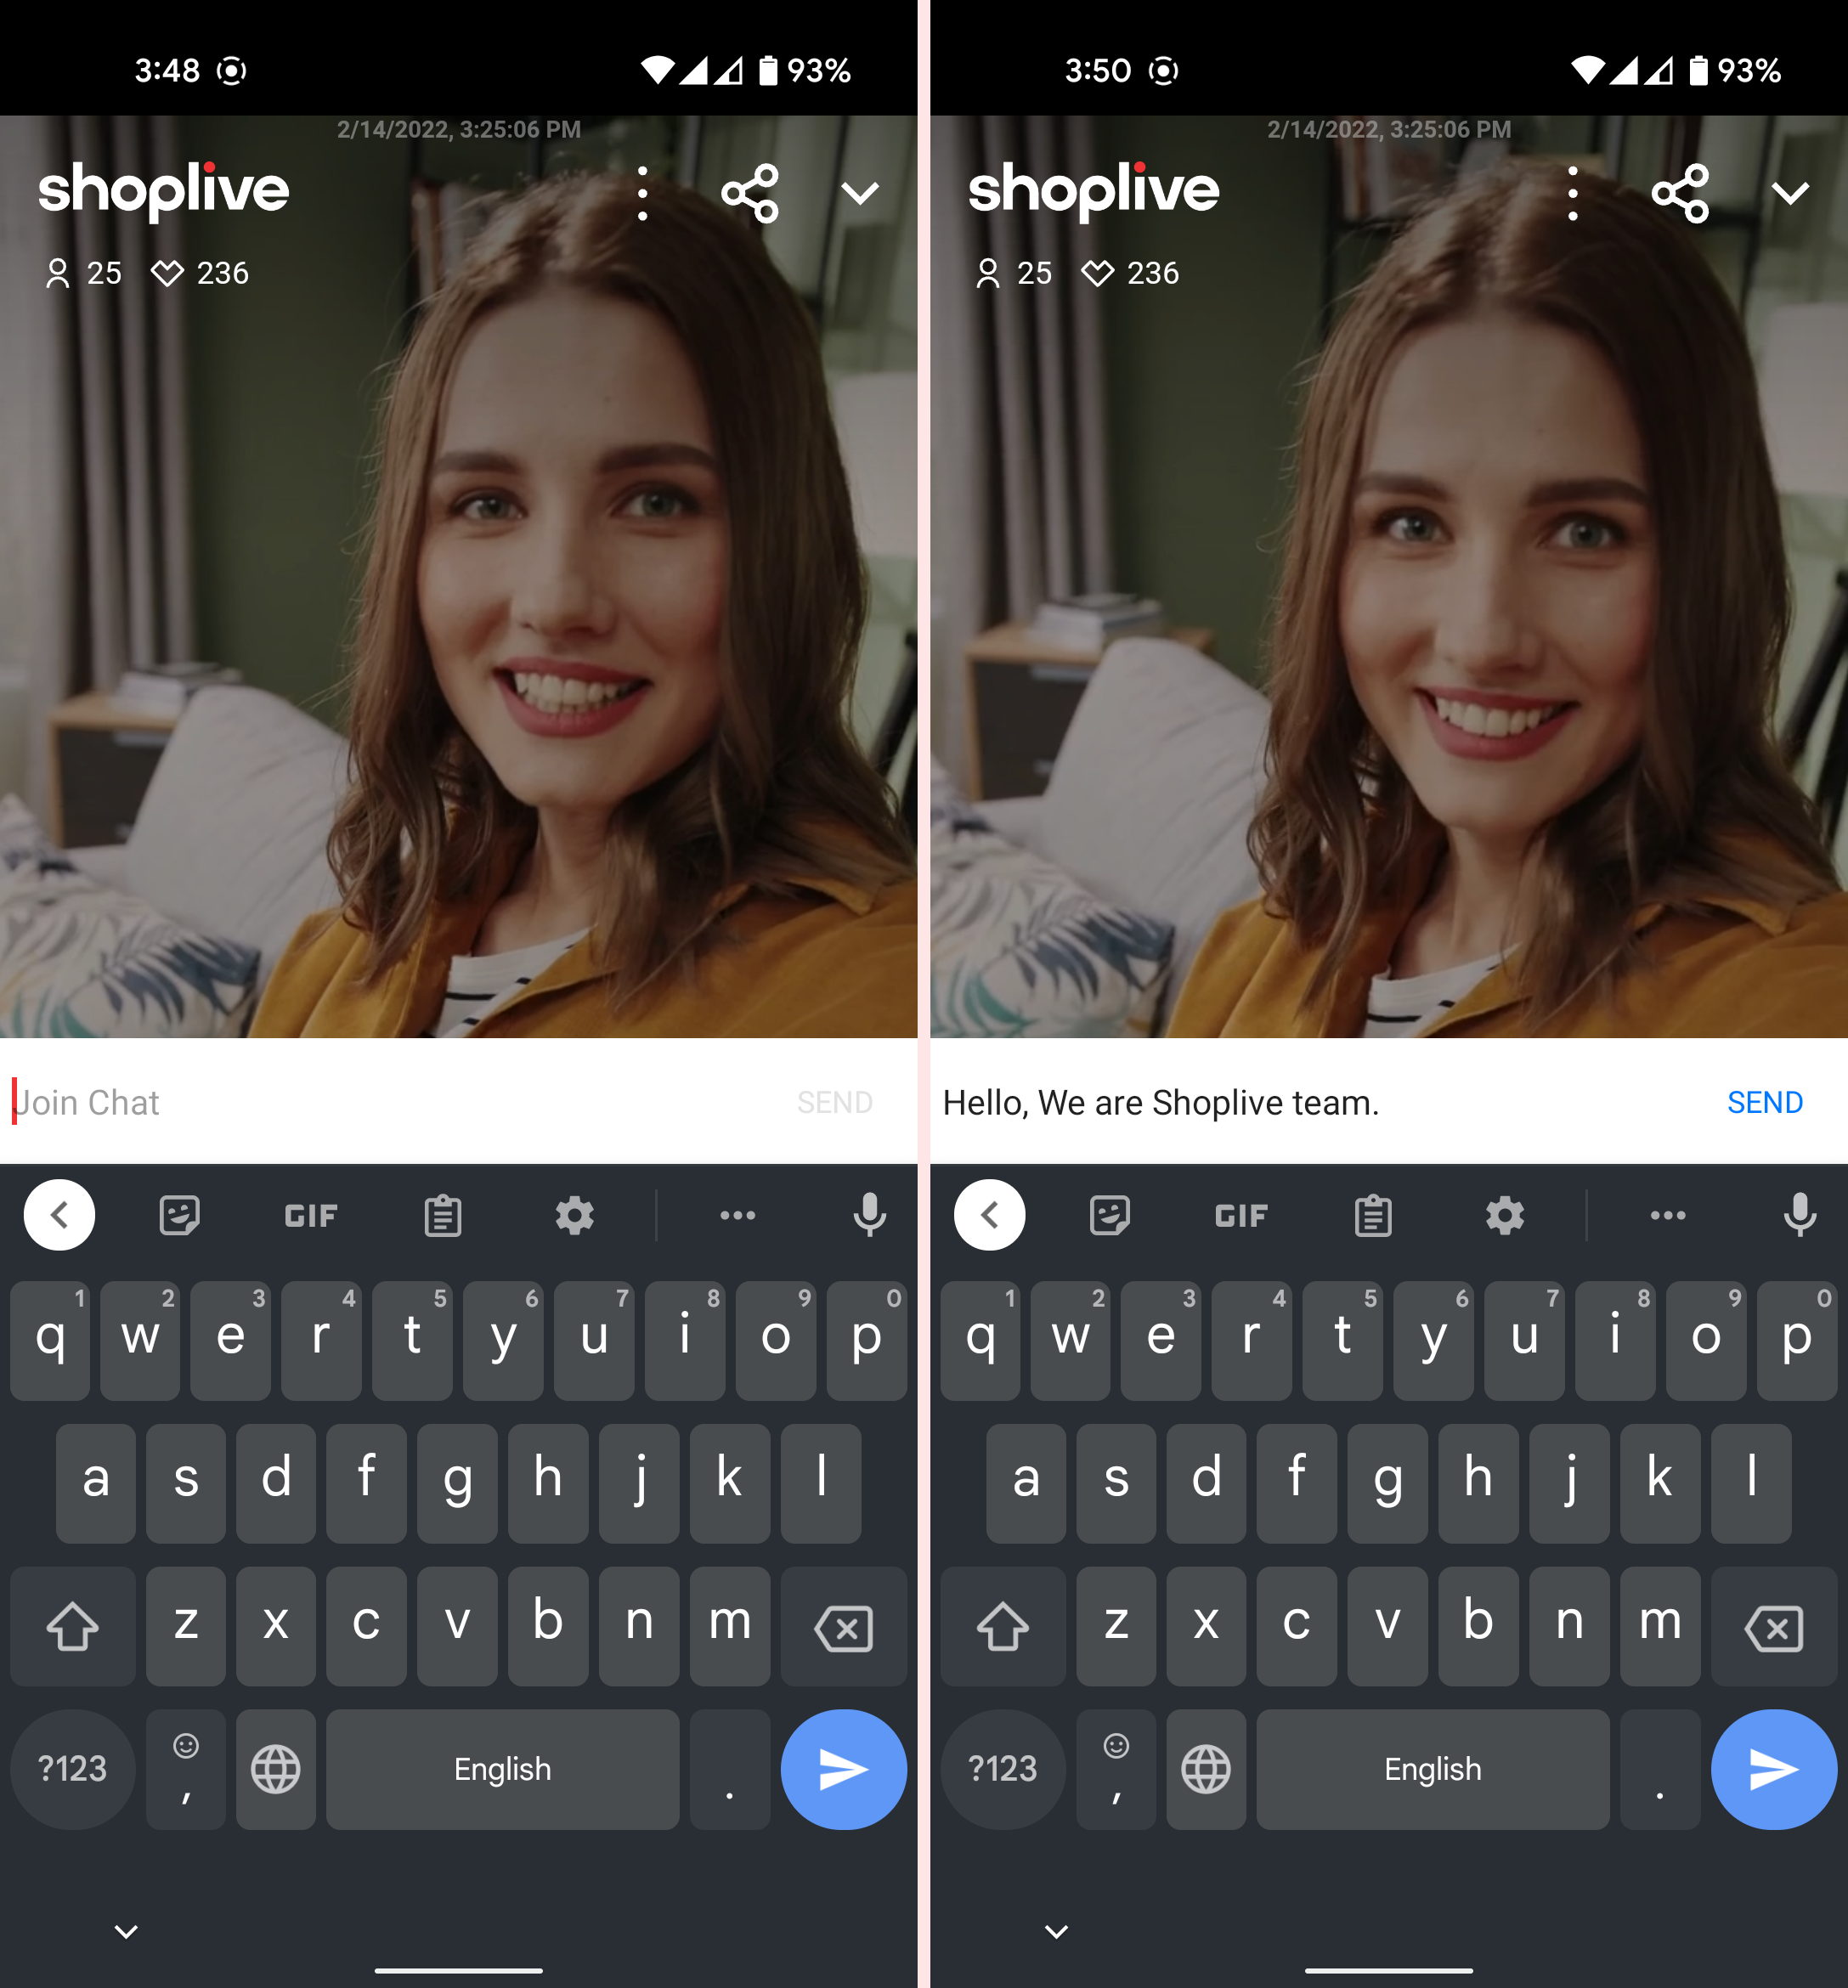 3:48 93%
2/14/2022, 3:25:06 PM
shoplive
25 236
Join Chat SEND
GIF
1 2 3 4 5 6 7 8 9 0
q w e r t y u i o p
a s d f g h j k l
z x c v b n m
?123 , English .
3:50 93%
2/14/2022, 3:25:06 PM
shoplive
25 236
Hello, We are Shoplive team. SEND
GIF
1 2 3 4 5 6 7 8 9 0
q w e r t y u i o p
a s d f g h j k l
z x c v b n m
?123 , English .